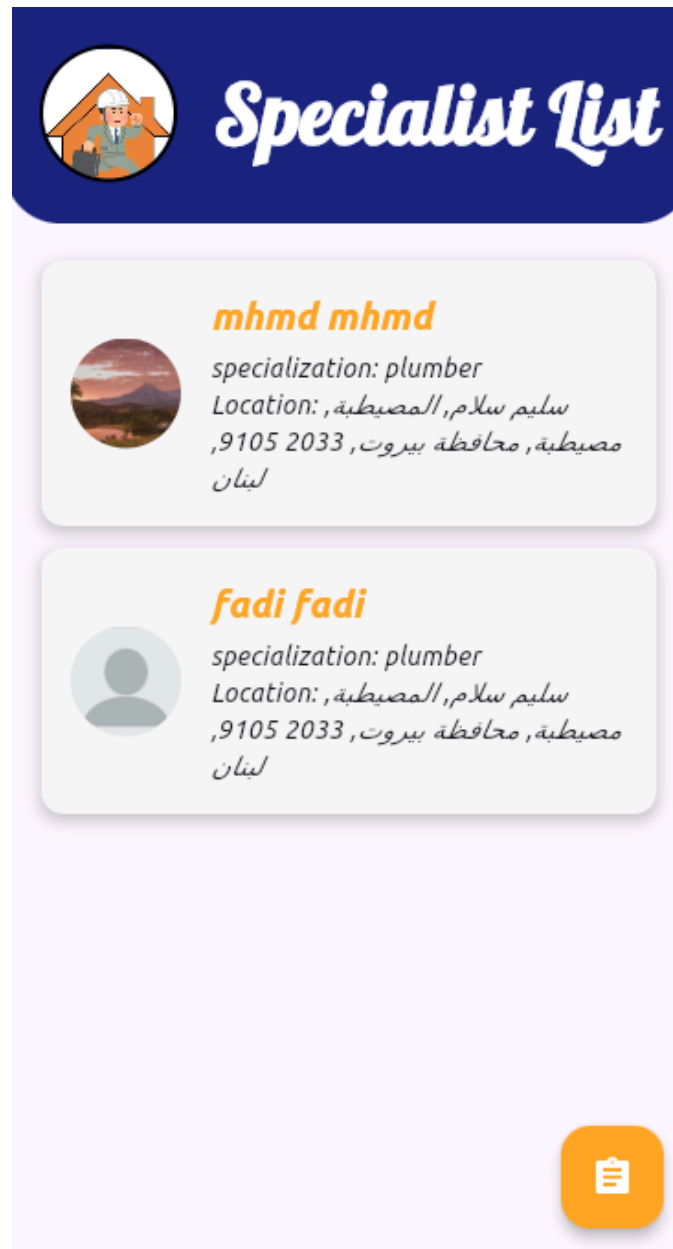 Specialist List
mhmd mhmd
specialization: plumber
Location: سليم سلام, المصيطبة,
مصيطبة, محافظة بيروت, 2033 9105,
لبنان
fadi fadi
specialization: plumber
Location: سليم سلام, المصيطبة,
مصيطبة, محافظة بيروت, 2033 9105,
لبنان